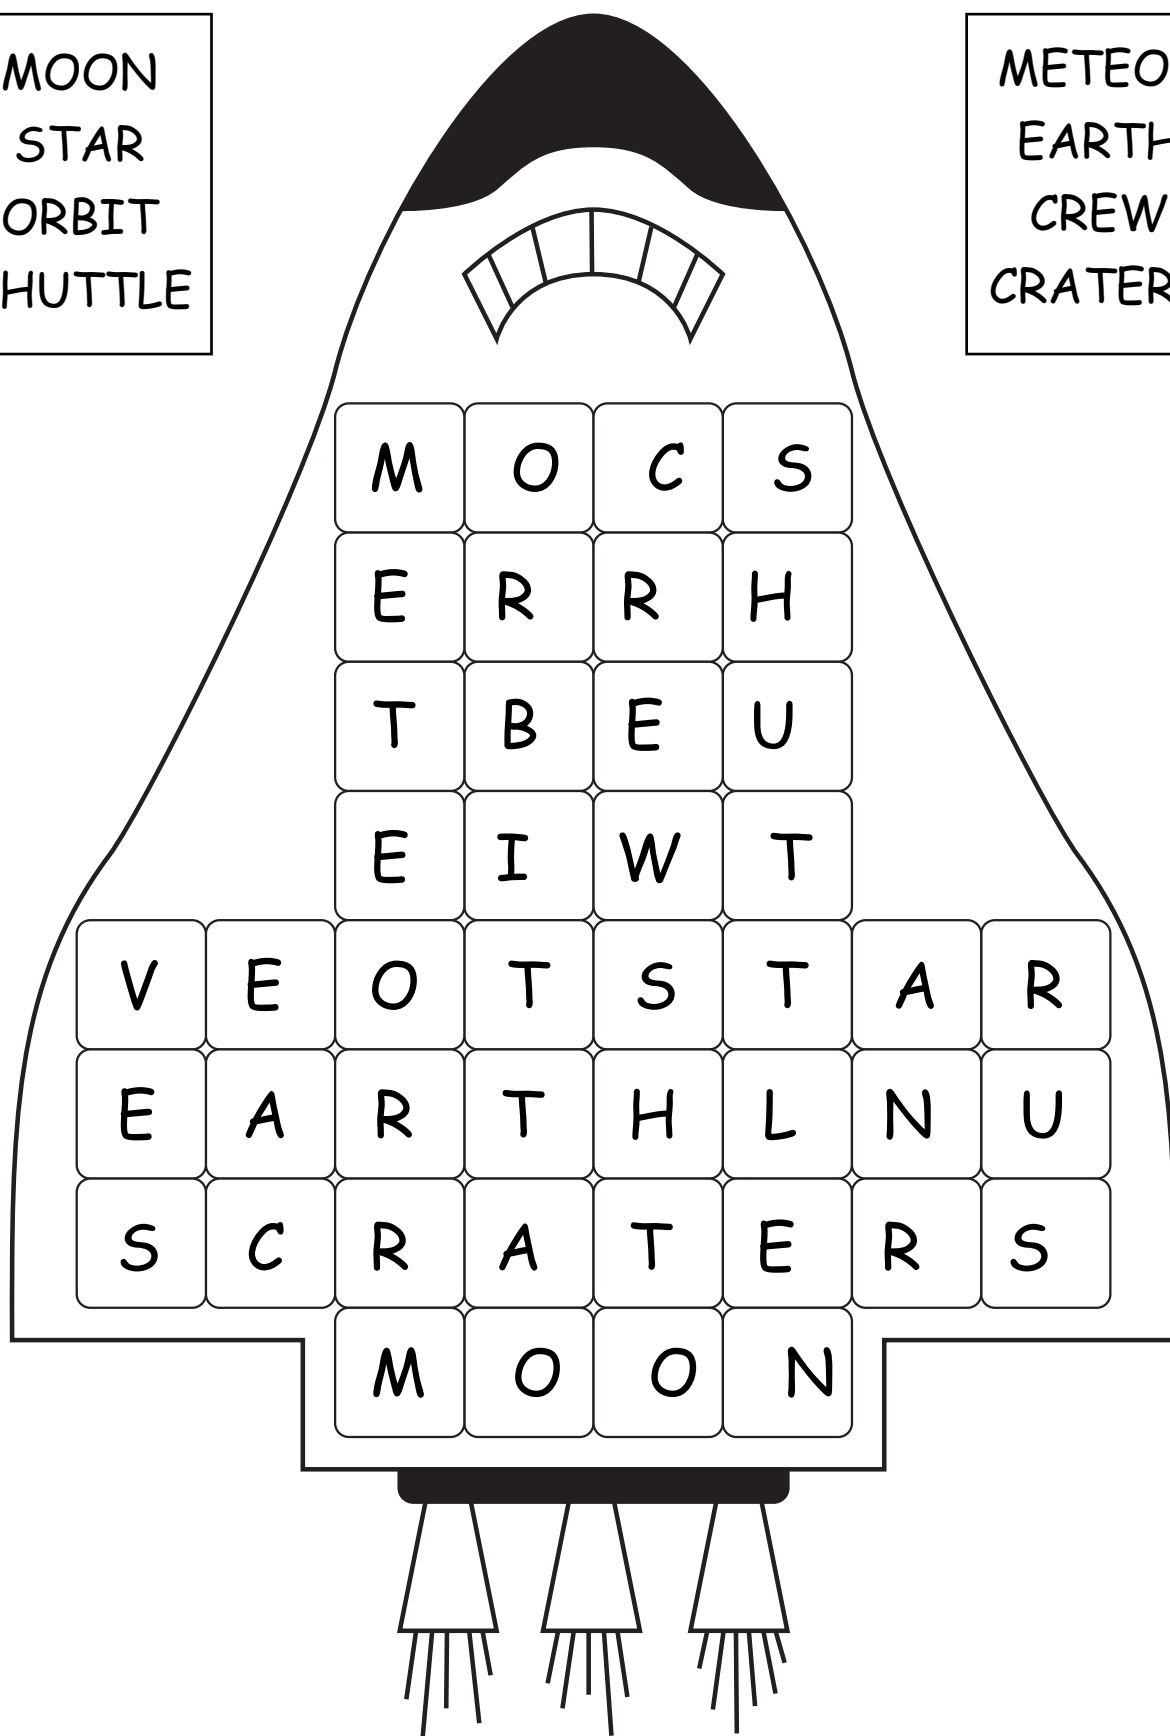 MOON
STAR
ORBIT
HUTTLE
METEO
EARTH
CREW
CRATER
M O C S
E R R H
T B E U
E I W T
V E O T S T A R
E A R T H L N U
S C R A T E R S
M O O N